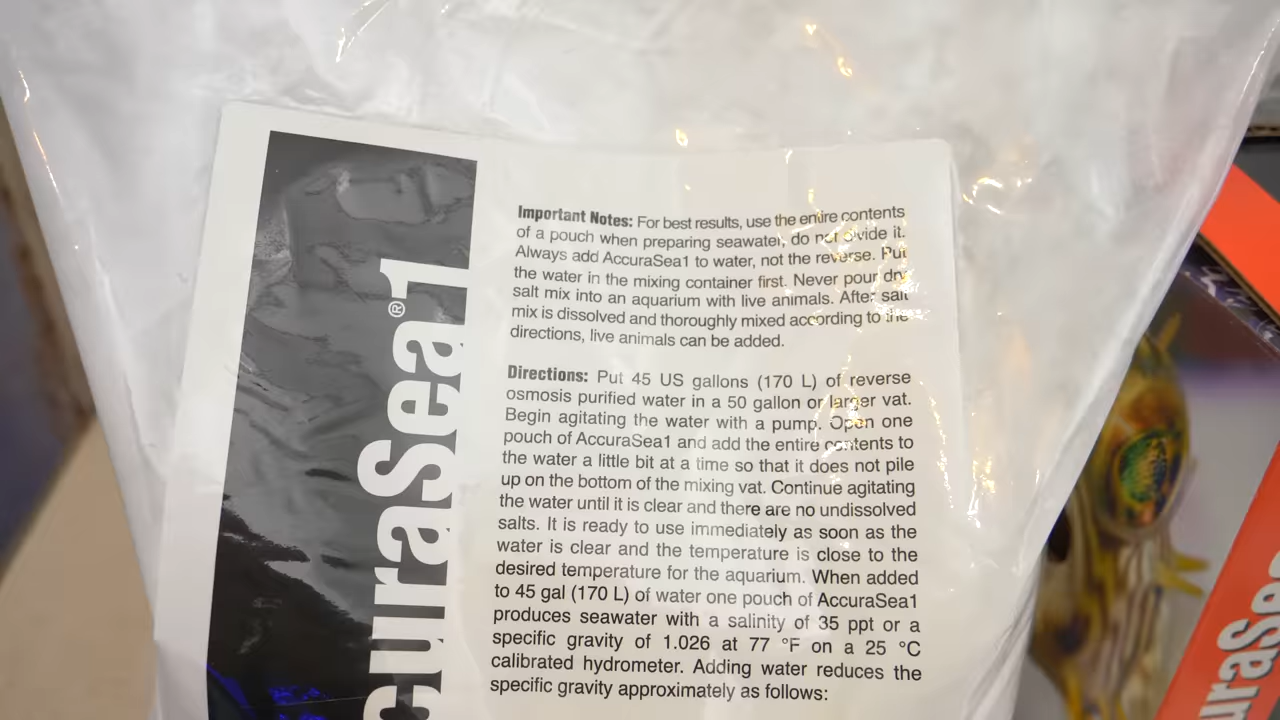 Important Notes: For best results, use the entire contents
of a pouch when preparing seawater, do not divide it.
Always add AccuraSea1 to water, not the reverse. Put
the water in the mixing container first. Never pour dry
salt mix into an aquarium with live animals. After salt
mix is dissolved and thoroughly mixed according to the
directions, live animals can be added.
Directions: Put 45 US gallons (170 L) of reverse
osmosis purified water in a 50 gallon or larger vat.
Begin agitating the water with a pump. Open one
pouch of AccuraSea1 and add the entire contents to
the water a little bit at a time so that it does not pile
up on the bottom of the mixing vat. Continue agitating
the water until it is clear and there are no undissolved
salts. It is ready to use immediately as soon as the
water is clear and the temperature is close to the
desired temperature for the aquarium. When added
to 45 gal (170 L) of water one pouch of AccuraSea1
produces seawater with a salinity of 35 ppt or a
specific gravity of 1.026 at 77 °F on a 25 °C
calibrated hydrometer. Adding water reduces the
specific gravity approximately as follows:
curaSea®1
uraSea